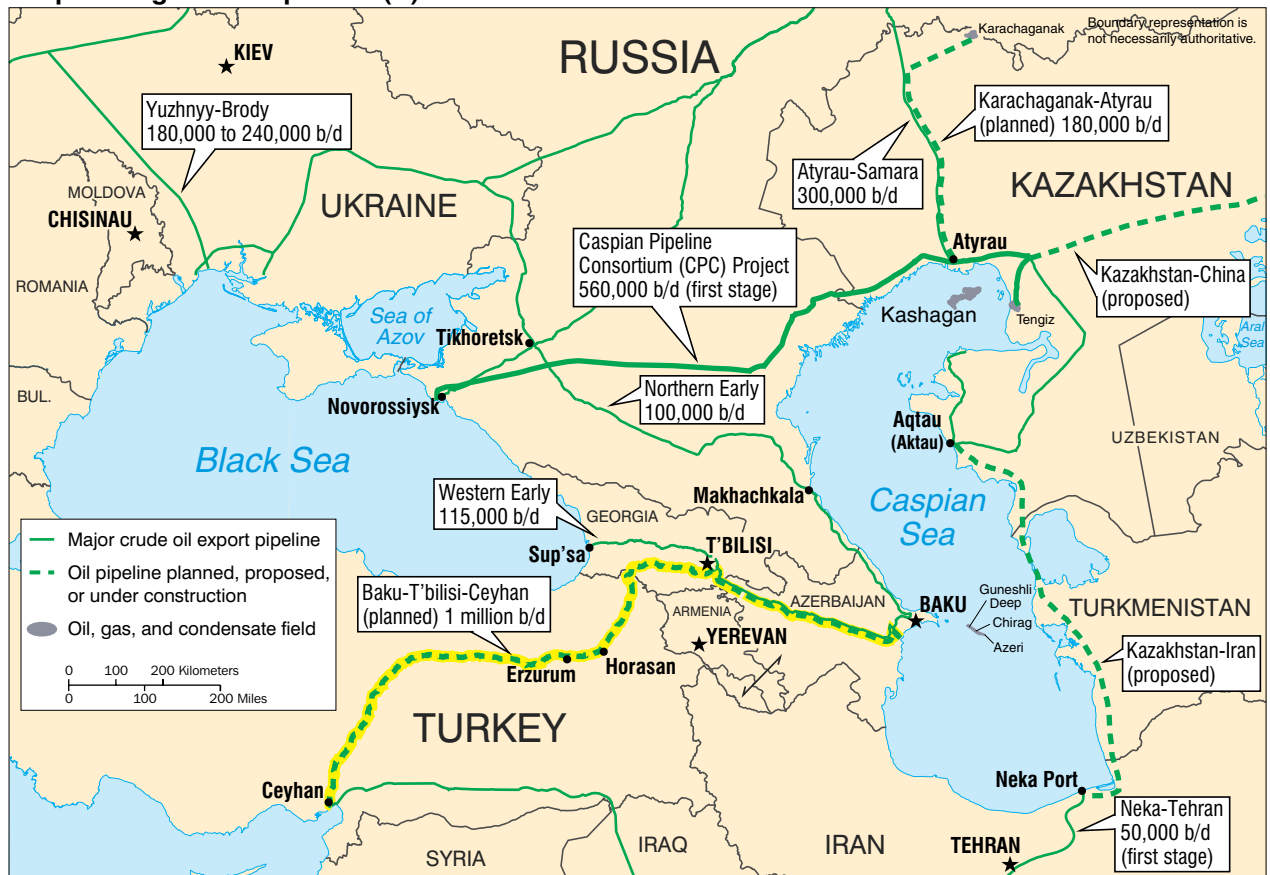 Boundary representation is
not necessarily authoritative.
Karachaganak
KIEV
RUSSIA
Yuzhnyy-Brody
180,000 to 240,000 b/d
Karachaganak-Atyrau
(planned) 180,000 b/d
Atyrau-Samara
300,000 b/d
MOLDOVA
CHISINAU
UKRAINE
KAZAKHSTAN
Caspian Pipeline
Consortium (CPC) Project
560,000 b/d (first stage)
Atyrau
Kazakhstan-China
(proposed)
ROMANIA
Kashagan
Tengiz
Sea of
Azov
Tikhoretsk
Aral
Sea
Northern Early
100,000 b/d
BUL.
Novorossiysk
Aqtau
(Aktau)
UZBEKISTAN
Black Sea
Western Early
115,000 b/d
Makhachkala
Caspian
Sea
GEORGIA
Sup'sa
T'BILISI
Major crude oil export pipeline
Oil pipeline planned, proposed,
or under construction
Oil, gas, and condensate field
0 100 200 Kilometers
0 100 200 Miles
Baku-T'bilisi-Ceyhan
(planned) 1 million b/d
ARMENIA
AZERBAIJAN
BAKU
Guneshli
Deep
Chirag
Azeri
TURKMENISTAN
YEREVAN
Kazakhstan-Iran
(proposed)
Erzurum
Horasan
TURKEY
Ceyhan
Neka Port
Neka-Tehran
50,000 b/d
(first stage)
SYRIA
IRAQ
IRAN
TEHRAN